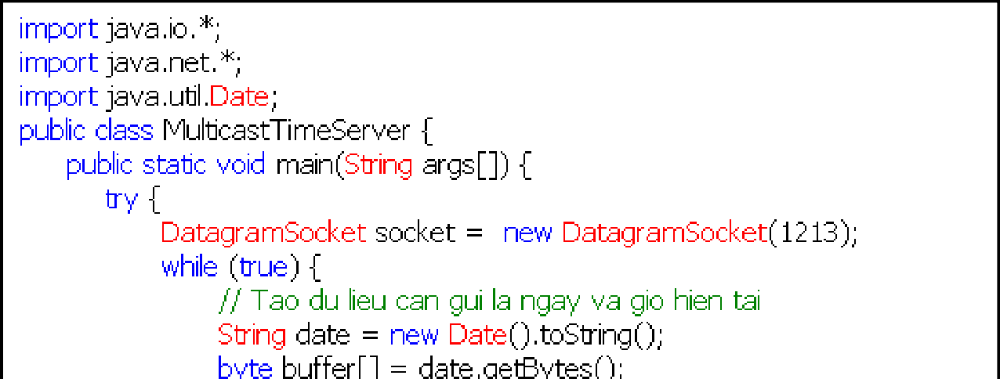 import java.io.*;
import java.net.*;
import java.util.Date;
public class MulticastTimeServer {
public static void main(String args[]) {
try {
DatagramSocket socket = new DatagramSocket(1213);
while (true) {
// Tao du lieu can gui la ngay va gio hien tai
String date = new Date().toString();
byte buffer[] = date.getBytes();